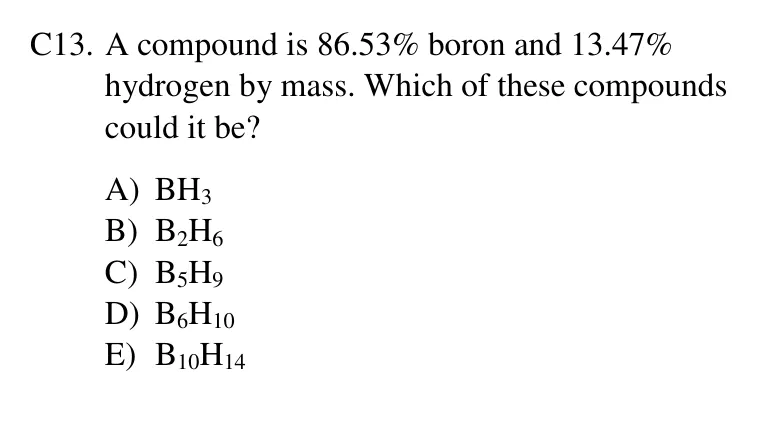 C13. A compound is 86.53% boron and 13.47%
hydrogen by mass. Which of these compounds
could it be?
A) BH₃
B) B₂H₆
C) B₅H₉
D) B₆H₁₀
E) B₁₀H₁₄